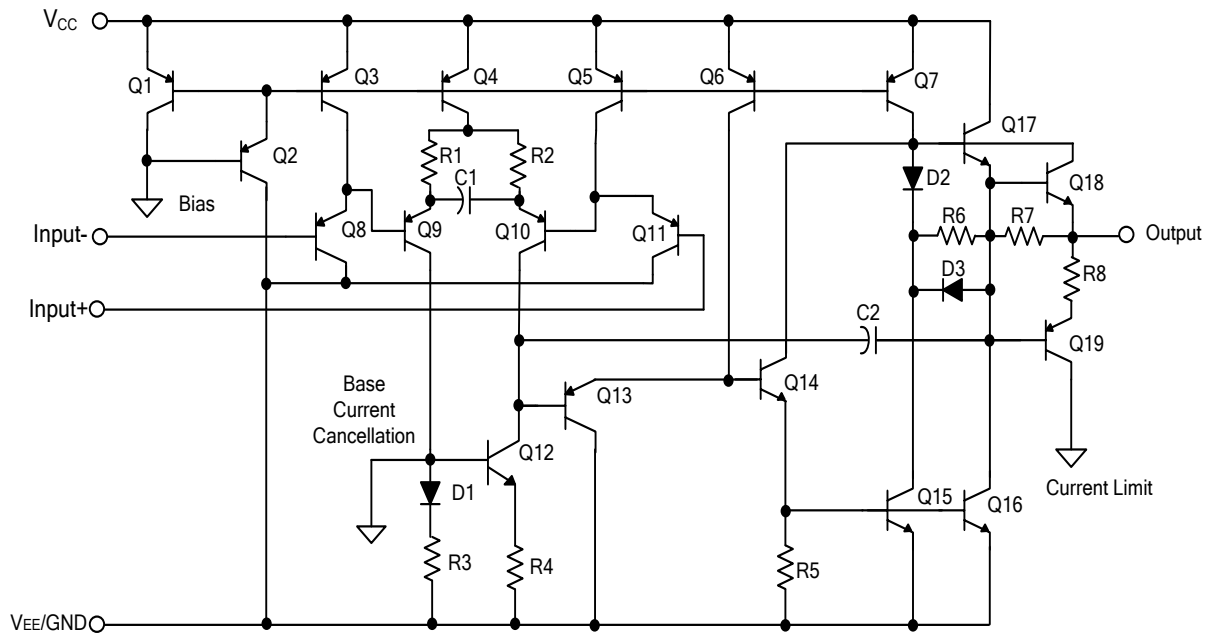 VCC
Q1
Q3
Q4
Q5
Q6
Q7
Q17
Q2
R1
R2
C1
D2
Q18
Bias
Input-
Q8
Q9
Q10
Q11
R6
R7
Output
Input+
D3
R8
C2
Q19
Base
Current
Cancellation
Q13
Q14
Q12
D1
Current Limit
Q15
Q16
R3
R4
R5
VEE/GND